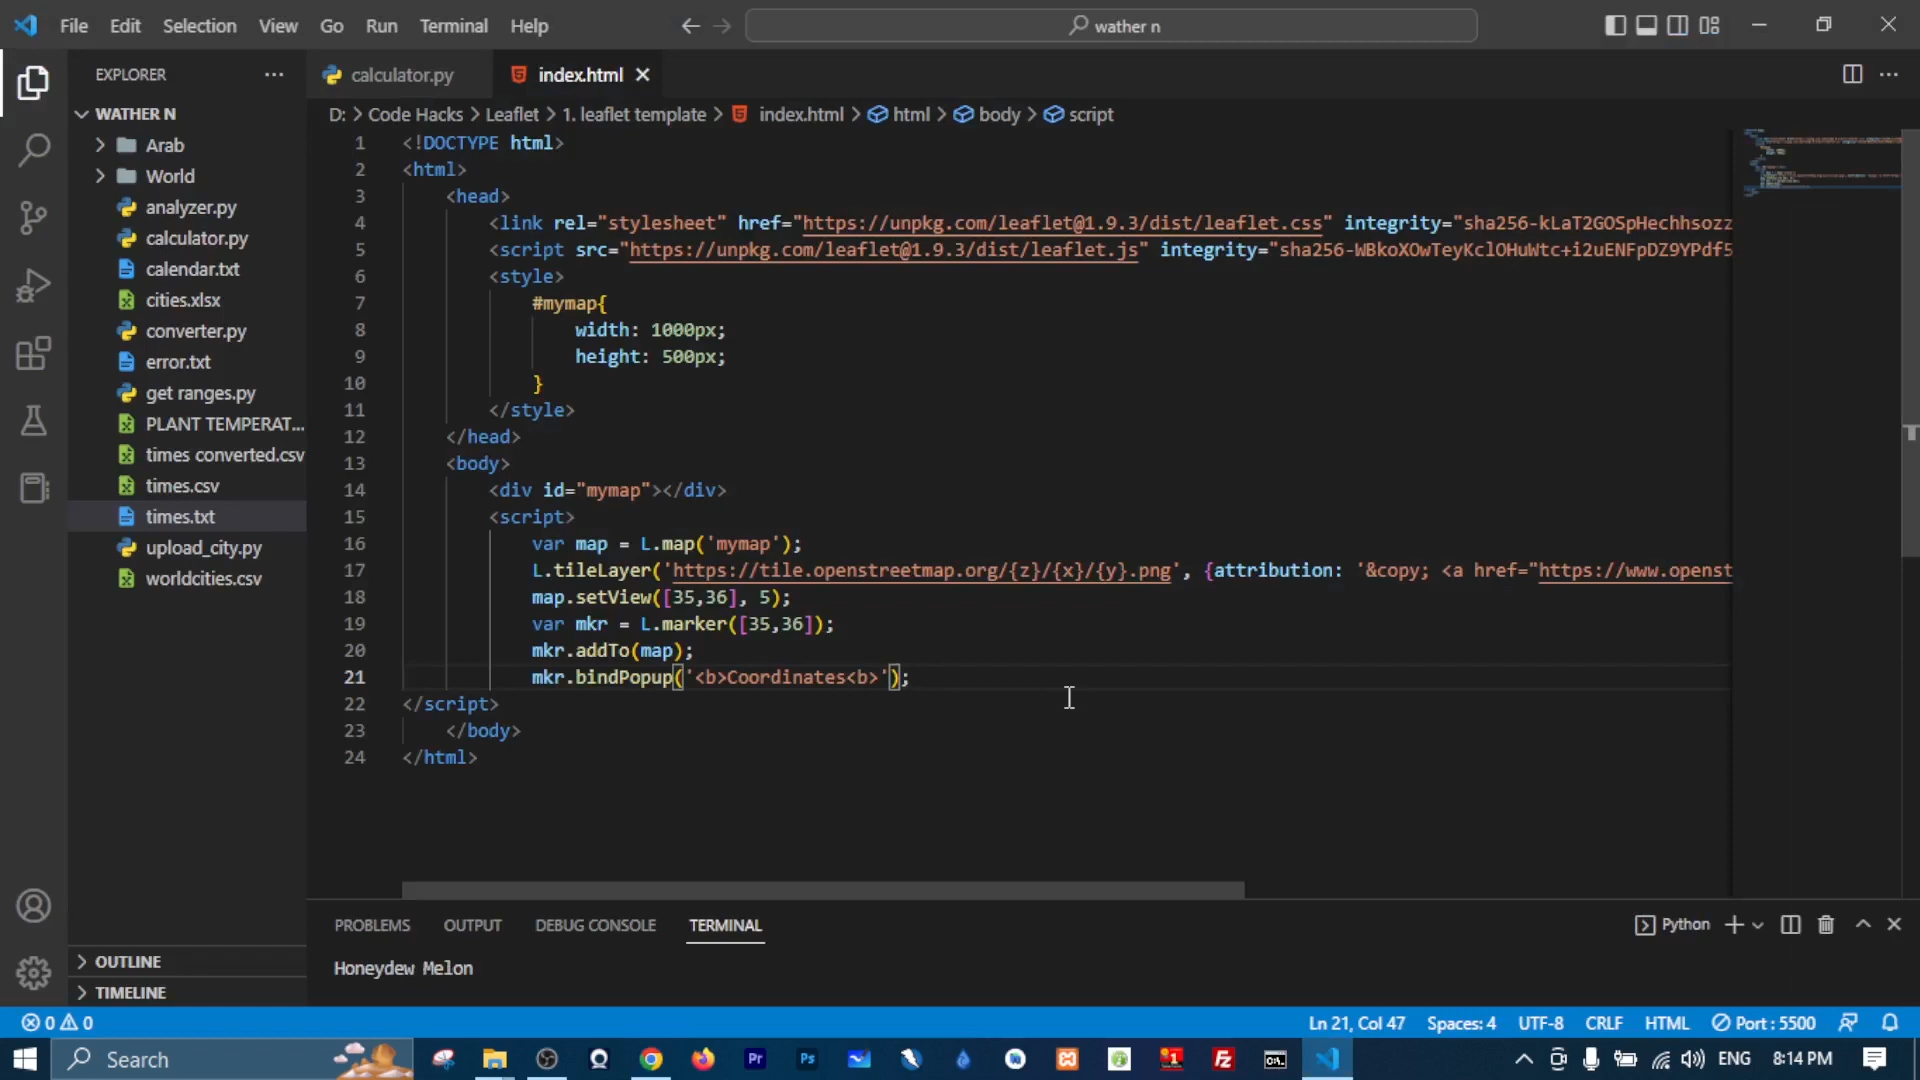 File Edit Selection View Go Run Terminal Help
wather n
EXPLORER
calculator.py
index.html
WATHER N
D: > Code Hacks > Leaflet > 1. leaflet template > index.html > html > body > script
Arab
World
analyzer.py
calculator.py
calendar.txt
cities.xlsx
converter.py
error.txt
get ranges.py
PLANT TEMPERAT...
times converted.csv
times.csv
times.txt
upload_city.py
worldcities.csv
OUTLINE
TIMELINE
1 <!DOCTYPE html>
2 <html>
3 <head>
4 <link rel="stylesheet" href="https://unpkg.com/leaflet@1.9.3/dist/leaflet.css" integrity="sha256-kLaT2GOSpHechhsozz
5 <script src="https://unpkg.com/leaflet@1.9.3/dist/leaflet.js" integrity="sha256-WBkoXOwTeyKclOHuWtc+i2uENFpDZ9YPdf5
6 <style>
7 #mymap{
8 width: 1000px;
9 height: 500px;
10 }
11 </style>
12 </head>
13 <body>
14 <div id="mymap"></div>
15 <script>
16 var map = L.map('mymap');
17 L.tileLayer('https://tile.openstreetmap.org/{z}/{x}/{y}.png', {attribution: '&copy; <a href="https://www.openst
18 map.setView([35,36], 5);
19 var mkr = L.marker([35,36]);
20 mkr.addTo(map);
21 mkr.bindPopup('<b>Coordinates<b>');
22 </script>
23 </body>
24 </html>
PROBLEMS OUTPUT DEBUG CONSOLE TERMINAL
Python
Honeydew Melon
0 0
Ln 21, Col 47 Spaces: 4 UTF-8 CRLF HTML Port : 5500
Search
Pr
Ps
1
Fz
ENG 8:14 PM